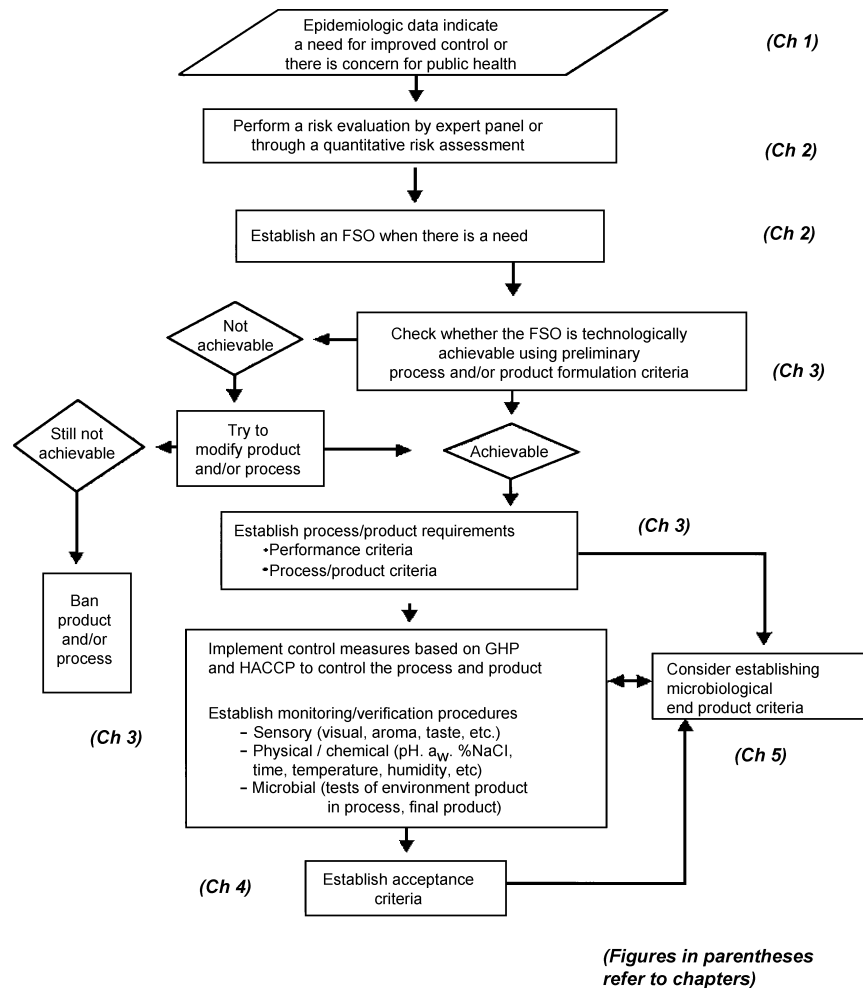 Epidemiologic data indicate
a need for improved control or
there is concern for public health
(Ch 1)
Perform a risk evaluation by expert panel or
through a quantitative risk assessment
(Ch 2)
Establish an FSO when there is a need
(Ch 2)
Not
achievable
Check whether the FSO is technologically
achievable using preliminary
process and/or product formulation criteria
(Ch 3)
Still not
achievable
Try to
modify product
and/or process
Achievable
Establish process/product requirements
•Performance criteria
•Process/product criteria
(Ch 3)
Ban
product
and/or
process
(Ch 3)
Implement control measures based on GHP
and HACCP to control the process and product
Establish monitoring/verification procedures
– Sensory (visual, aroma, taste, etc.)
– Physical / chemical (pH. aw. %NaCl,
time, temperature, humidity, etc)
– Microbial (tests of environment product
in process, final product)
Consider establishing
microbiological
end product criteria
(Ch 5)
(Ch 4)
Establish acceptance
criteria
(Figures in parentheses
refer to chapters)